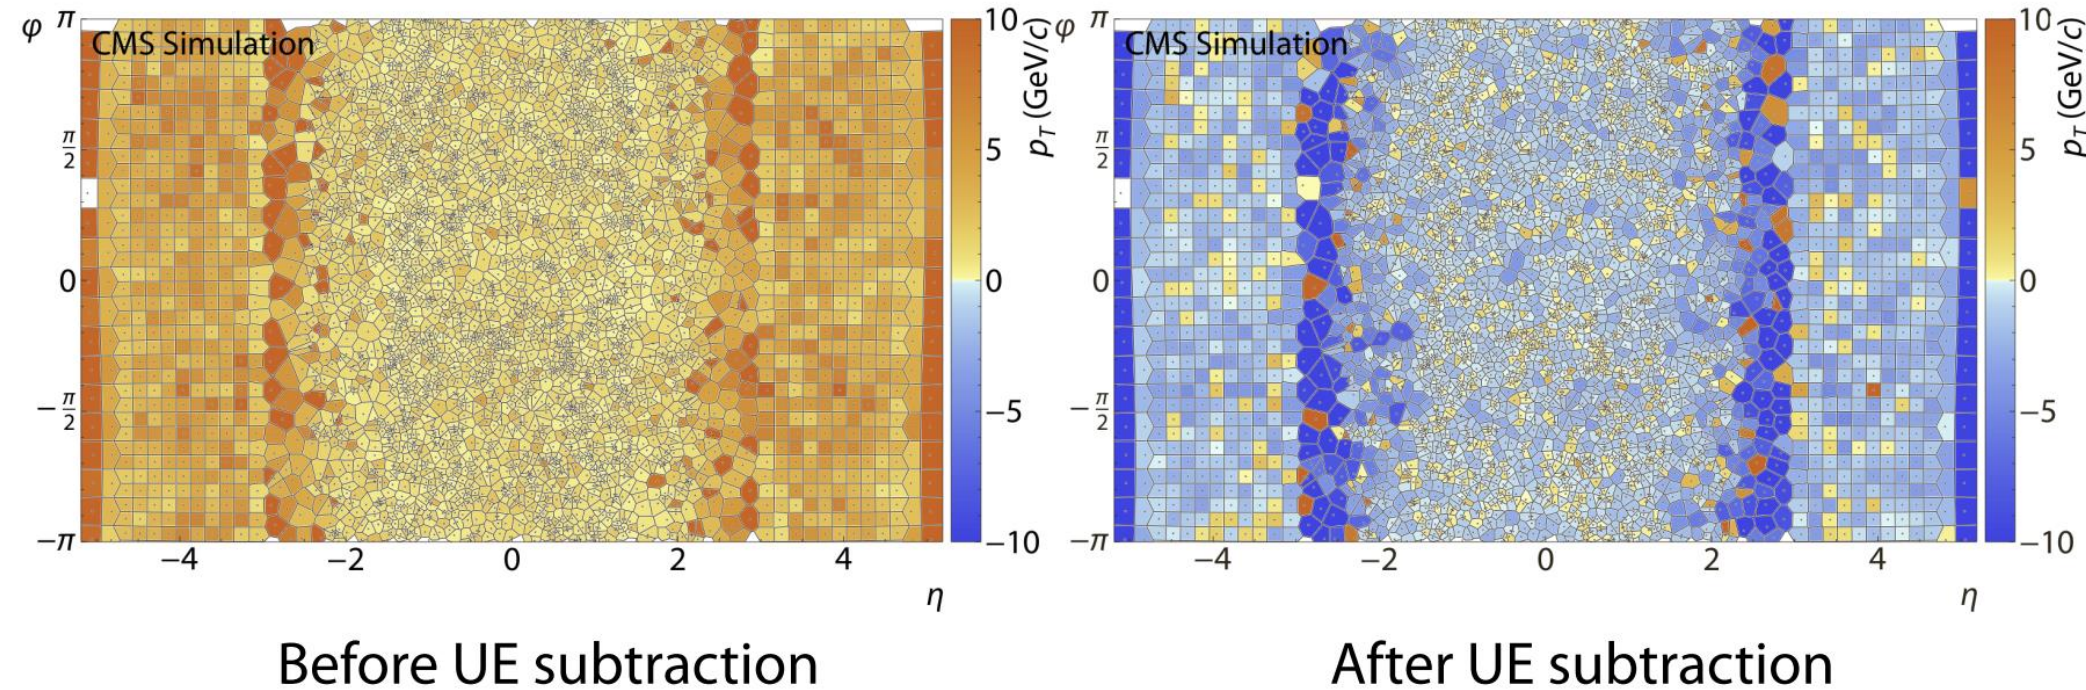 φ
π
π/2
0
−π/2
−π
CMS Simulation
−4
−2
0
2
4
η
10
5
0
−5
−10
p_T (GeV/c)
φ
π
π/2
0
−π/2
−π
CMS Simulation
−4
−2
0
2
4
η
10
5
0
−5
−10
p_T (GeV/c)
Before UE subtraction
After UE subtraction